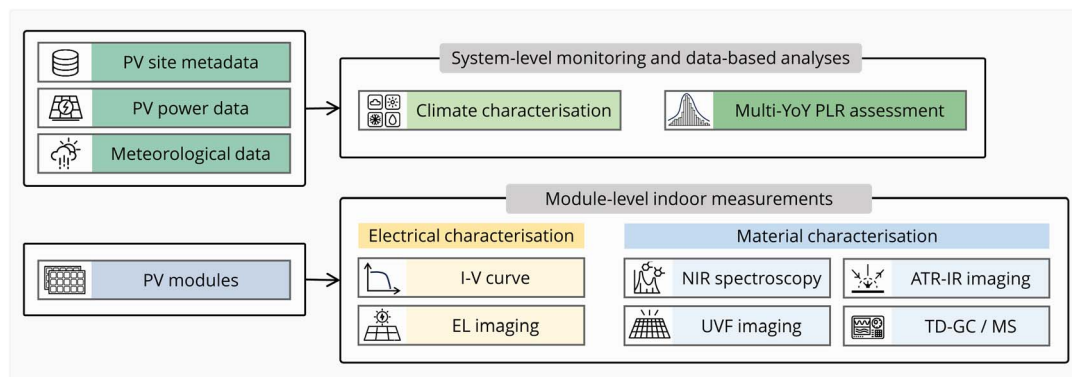 PV site metadata
PV power data
Meteorological data
System-level monitoring and data-based analyses
Climate characterisation
Multi-YoY PLR assessment
PV modules
Module-level indoor measurements
Electrical characterisation
I-V curve
EL imaging
Material characterisation
NIR spectroscopy
ATR-IR imaging
UVF imaging
TD-GC / MS